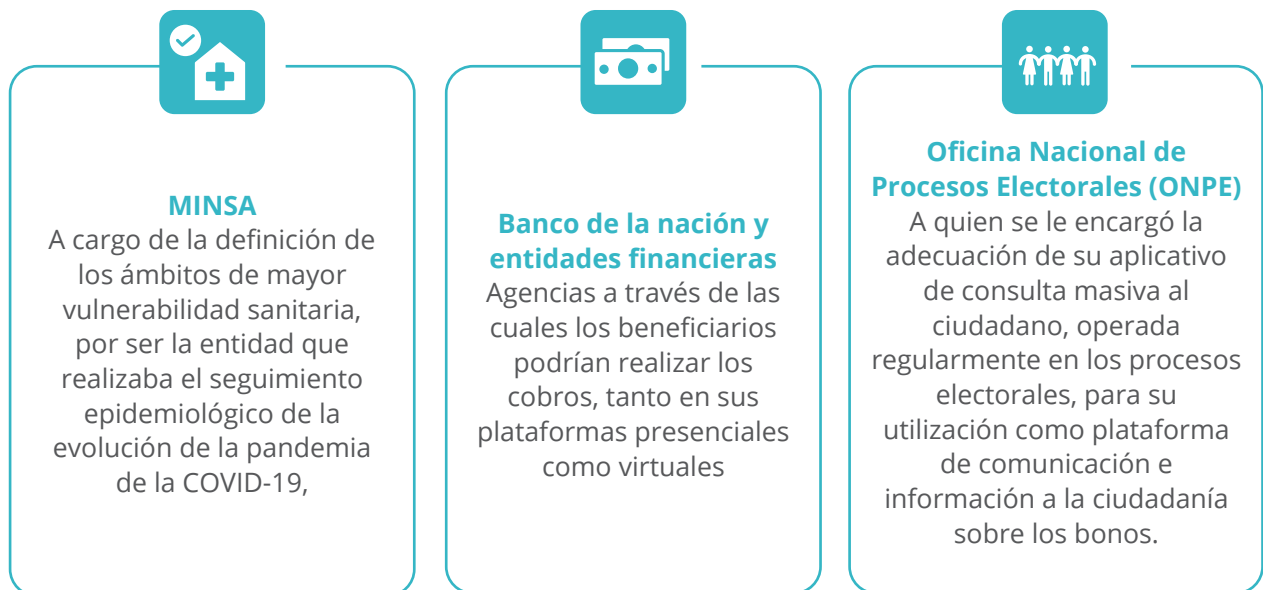 MINSA
A cargo de la definición de
los ámbitos de mayor
vulnerabilidad sanitaria,
por ser la entidad que
realizaba el seguimiento
epidemiológico de la
evolución de la pandemia
de la COVID-19,
Banco de la nación y
entidades financieras
Agencias a través de las
cuales los beneficiarios
podrían realizar los
cobros, tanto en sus
plataformas presenciales
como virtuales
Oficina Nacional de
Procesos Electorales (ONPE)
A quien se le encargó la
adecuación de su aplicativo
de consulta masiva al
ciudadano, operada
regularmente en los procesos
electorales, para su
utilización como plataforma
de comunicación e
información a la ciudadanía
sobre los bonos.